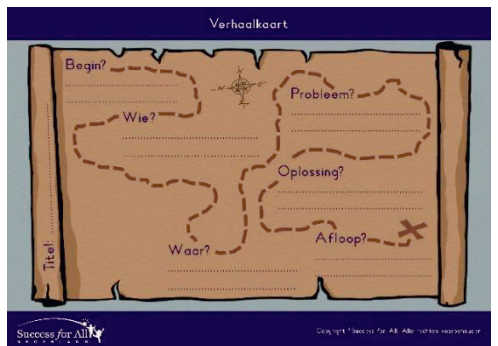 Verhaalkaart
Begin?
Probleem?
Wie?
Oplossing?
Afloop?
Waar?
Titel:
Success for All
Copyright Success for All. Alle rechten voorbehouden